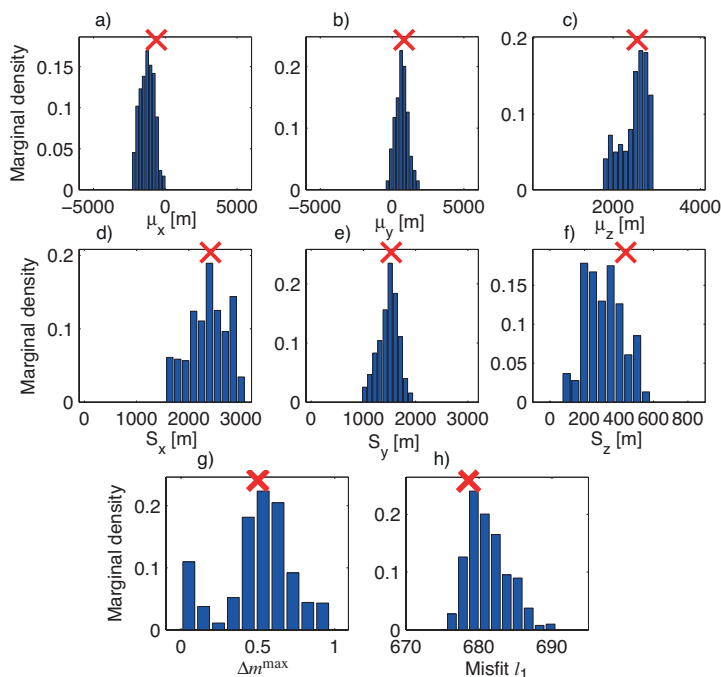 a) b) c)
Marginal density
0.15 0.1 0.05 0
−5000 0 5000
μx [m]
0.2 0.1 0
−5000 0 5000
μy [m]
0.2 0.1 0
2000 4000
μz [m]
d) e) f)
Marginal density
0.2 0.1 0
0 1000 2000 3000
Sx [m]
0.2 0.1 0
0 1000 2000 3000
Sy [m]
0.15 0.1 0.05 0
0 200 400 600 800
Sz [m]
g) h)
Marginal density
0.2 0.1 0
0 0.5 1
Δm^max
0.2 0.1 0
670 680 690
Misfit l1